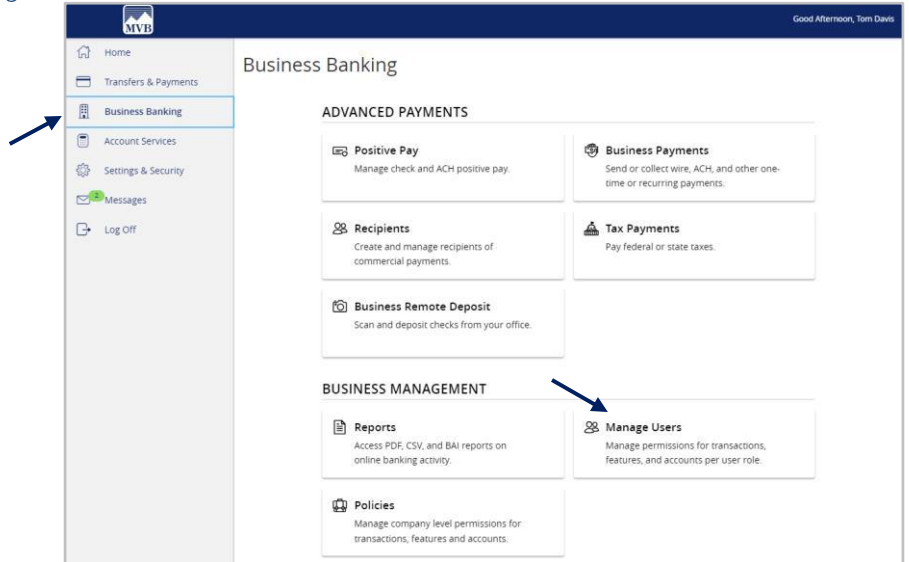 MVB
Good Afternoon, Tom Davis
Home
Transfers & Payments
Business Banking
Account Services
Settings & Security
2
Messages
Log Off
Business Banking
ADVANCED PAYMENTS
Positive Pay
Manage check and ACH positive pay.
Business Payments
Send or collect wire, ACH, and other one-
time or recurring payments.
Recipients
Create and manage recipients of
commercial payments.
Tax Payments
Pay federal or state taxes.
Business Remote Deposit
Scan and deposit checks from your office.
BUSINESS MANAGEMENT
Reports
Access PDF, CSV, and BAI reports on
online banking activity.
Manage Users
Manage permissions for transactions,
features, and accounts per user role.
Policies
Manage company level permissions for
transactions, features and accounts.